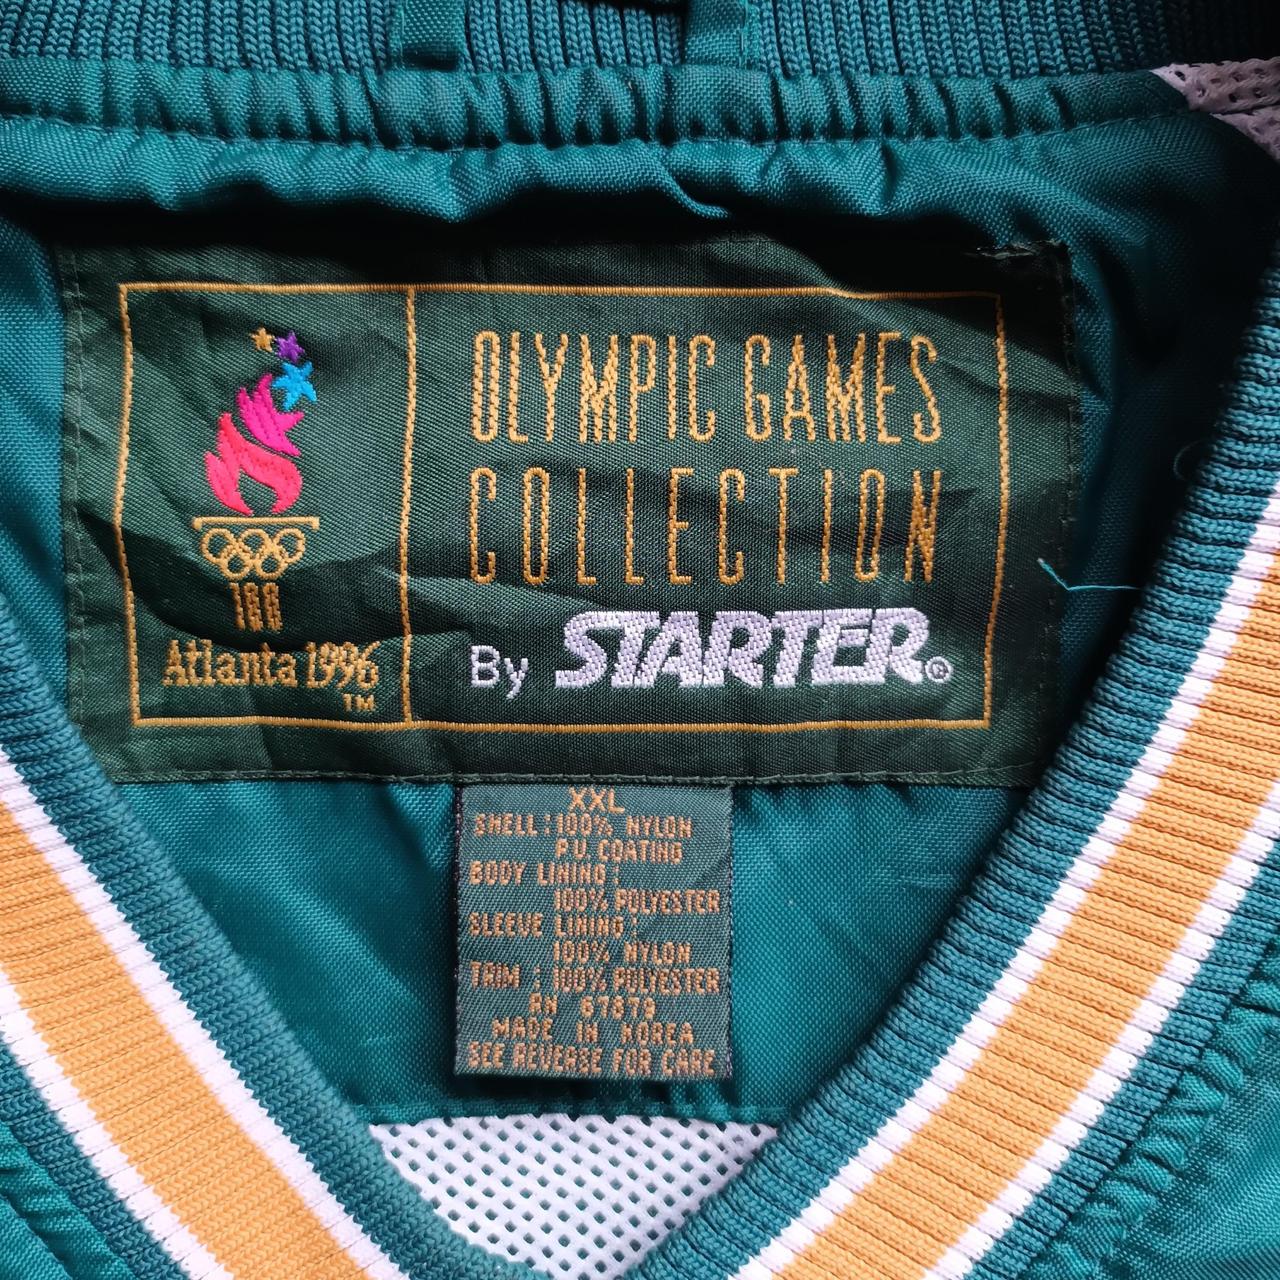 OLYMPIC GAMES
COLLECTION
By STARTER®
100
Atlanta 1996
TM
XXL
SHELL : 100% NYLON
P.U. COATING
BODY LINING :
100% POLYESTER
SLEEVE LINING :
100% NYLON
TRIM : 100% POLYESTER
RN 67879
MADE IN KOREA
SEE REVERSE FOR CARE